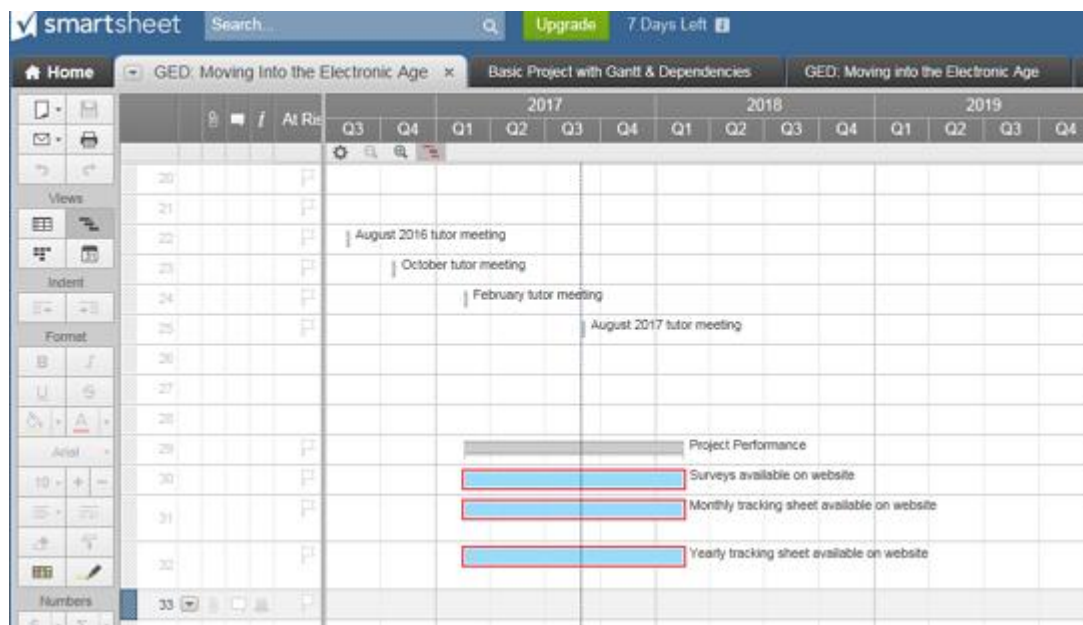 smartsheet Search... Upgrade 7 Days Left
Home GED: Moving Into the Electronic Age × Basic Project with Gantt & Dependencies GED: Moving into the Electronic Age
2017 2018 2019
At Ris Q3 Q4 Q1 Q2 Q3 Q4 Q1 Q2 Q3 Q4 Q1 Q2 Q3 Q4
20
Views
21
22 August 2016 tutor meeting
23 October tutor meeting
Indent
24 February tutor meeting
25 August 2017 tutor meeting
Format
26
B I
27
U S
28
A
29 Project Performance
Arial
30 Surveys available on website
10 + −
31 Monthly tracking sheet available on website
32 Yearly tracking sheet available on website
Numbers
33